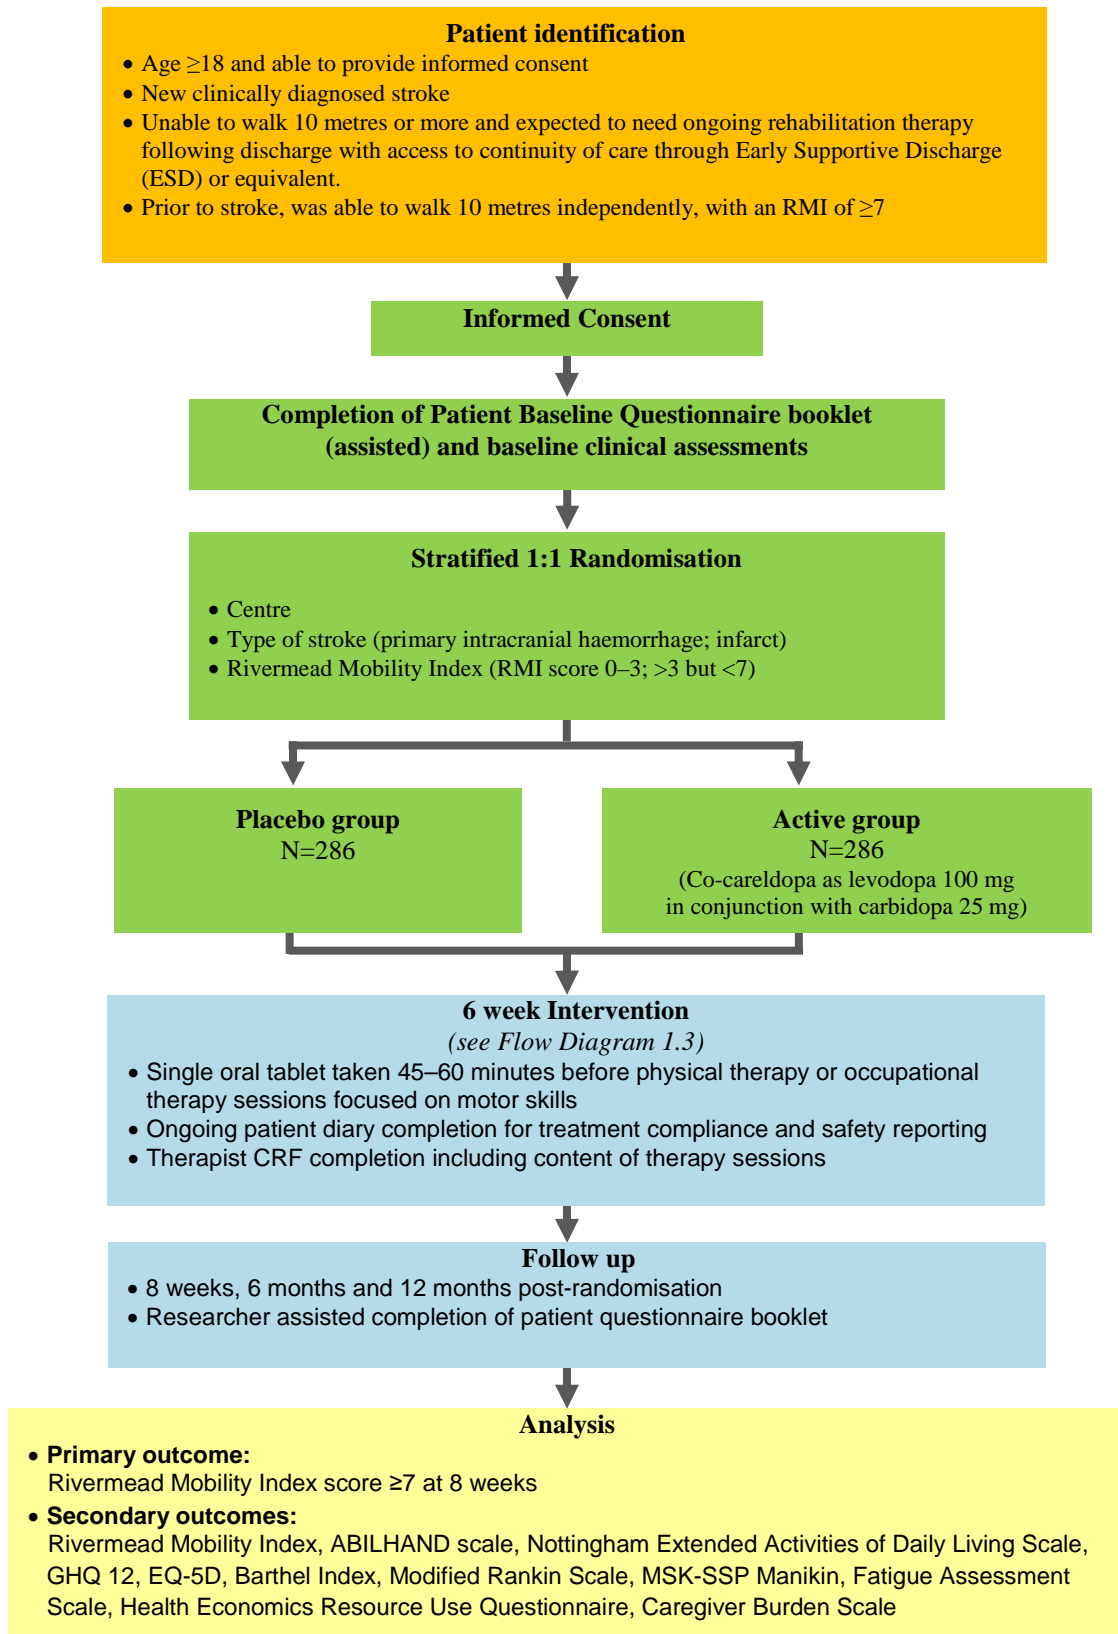 Patient identification
• Age ≥18 and able to provide informed consent
• New clinically diagnosed stroke
• Unable to walk 10 metres or more and expected to need ongoing rehabilitation therapy
following discharge with access to continuity of care through Early Supportive Discharge
(ESD) or equivalent.
• Prior to stroke, was able to walk 10 metres independently, with an RMI of ≥7
Informed Consent
Completion of Patient Baseline Questionnaire booklet
(assisted) and baseline clinical assessments
Stratified 1:1 Randomisation
• Centre
• Type of stroke (primary intracranial haemorrhage; infarct)
• Rivermead Mobility Index (RMI score 0–3; >3 but <7)
Placebo group
N=286
Active group
N=286
(Co-careldopa as levodopa 100 mg
in conjunction with carbidopa 25 mg)
6 week Intervention
(see Flow Diagram 1.3)
• Single oral tablet taken 45–60 minutes before physical therapy or occupational
therapy sessions focused on motor skills
• Ongoing patient diary completion for treatment compliance and safety reporting
• Therapist CRF completion including content of therapy sessions
Follow up
• 8 weeks, 6 months and 12 months post-randomisation
• Researcher assisted completion of patient questionnaire booklet
Analysis
• Primary outcome:
Rivermead Mobility Index score ≥7 at 8 weeks
• Secondary outcomes:
Rivermead Mobility Index, ABILHAND scale, Nottingham Extended Activities of Daily Living Scale,
GHQ 12, EQ-5D, Barthel Index, Modified Rankin Scale, MSK-SSP Manikin, Fatigue Assessment
Scale, Health Economics Resource Use Questionnaire, Caregiver Burden Scale